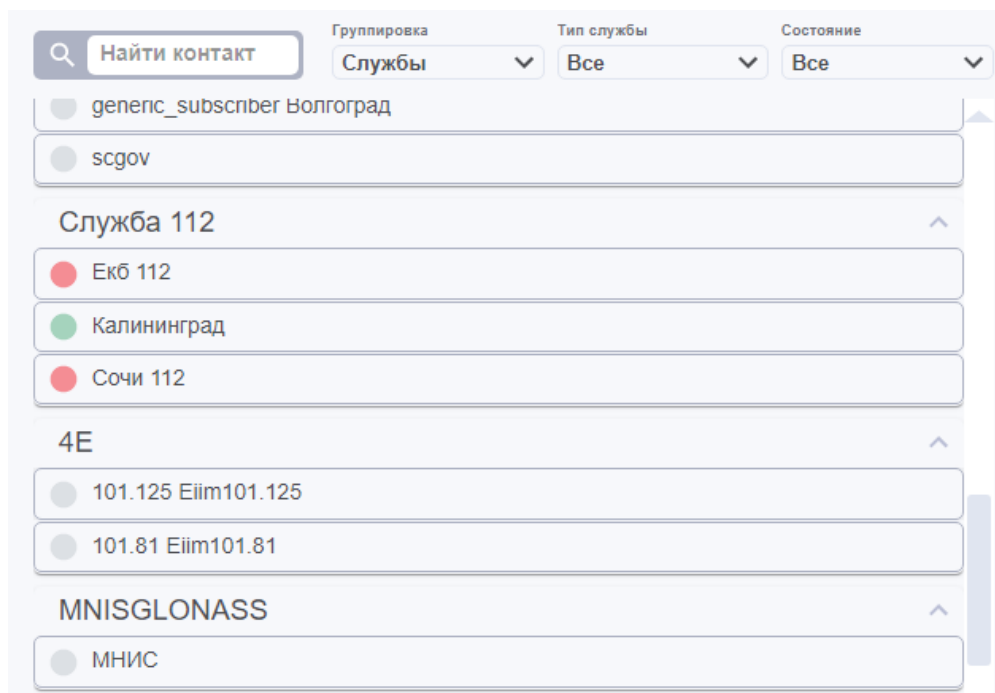 Группировка Тип службы Состояние
Найти контакт Службы Все Все
generic_subscriber Волгоград
scgov
Служба 112
Екб 112
Калининград
Сочи 112
4E
101.125 Eiim101.125
101.81 Eiim101.81
MNISGLONASS
МНИС